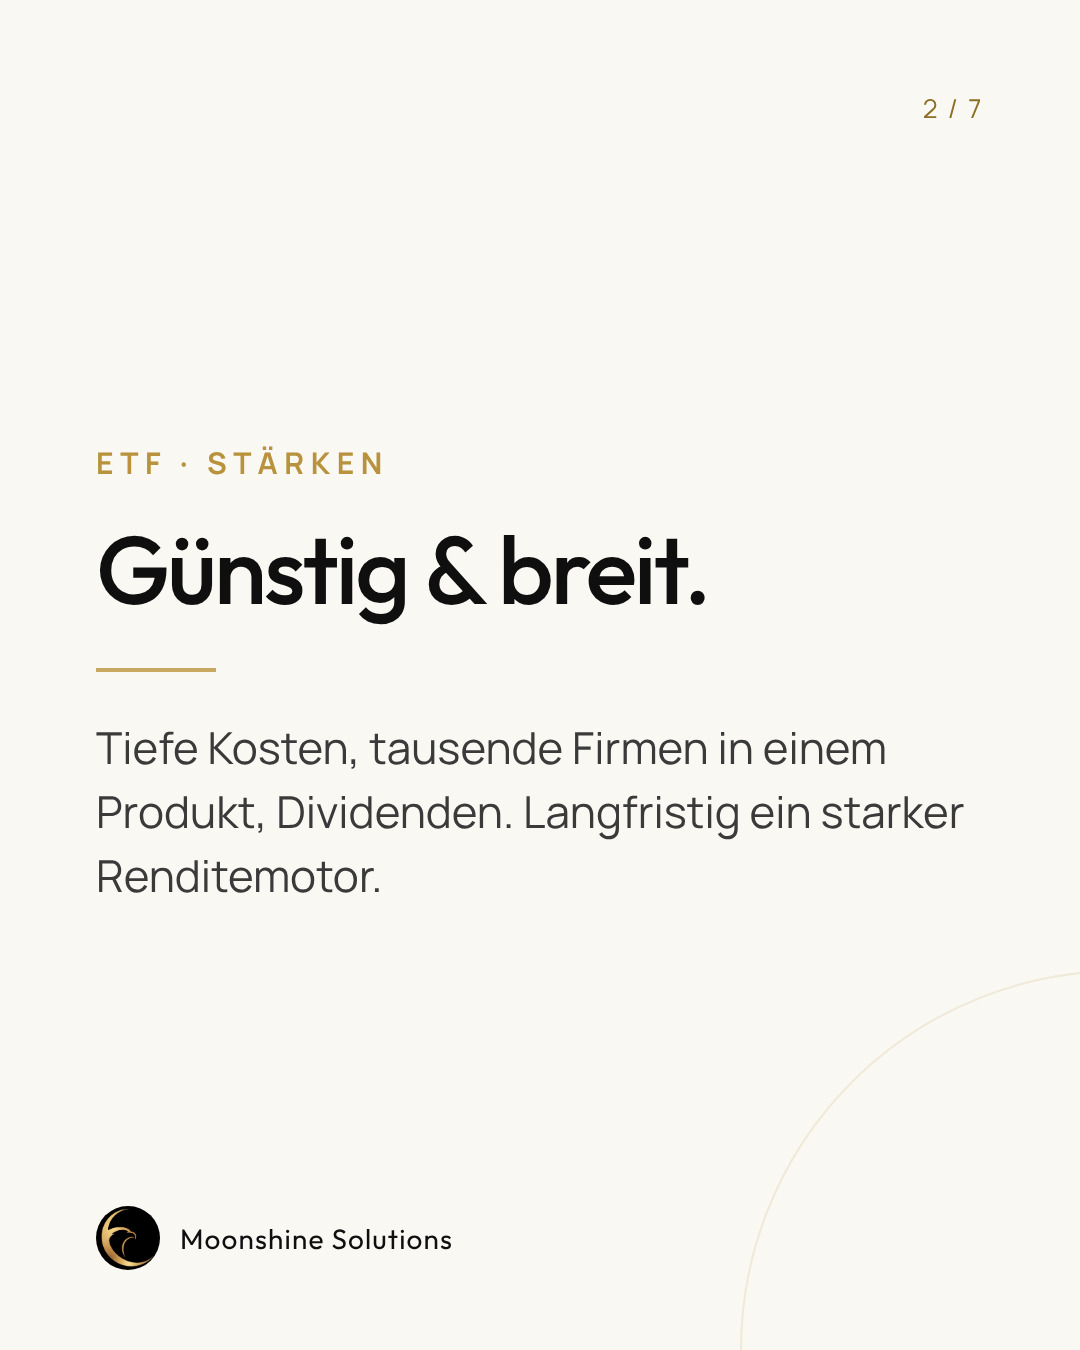 2 / 7
ETF · STÄRKEN
Günstig & breit.
Tiefe Kosten, tausende Firmen in einem
Produkt, Dividenden. Langfristig ein starker
Renditemotor.
Moonshine Solutions